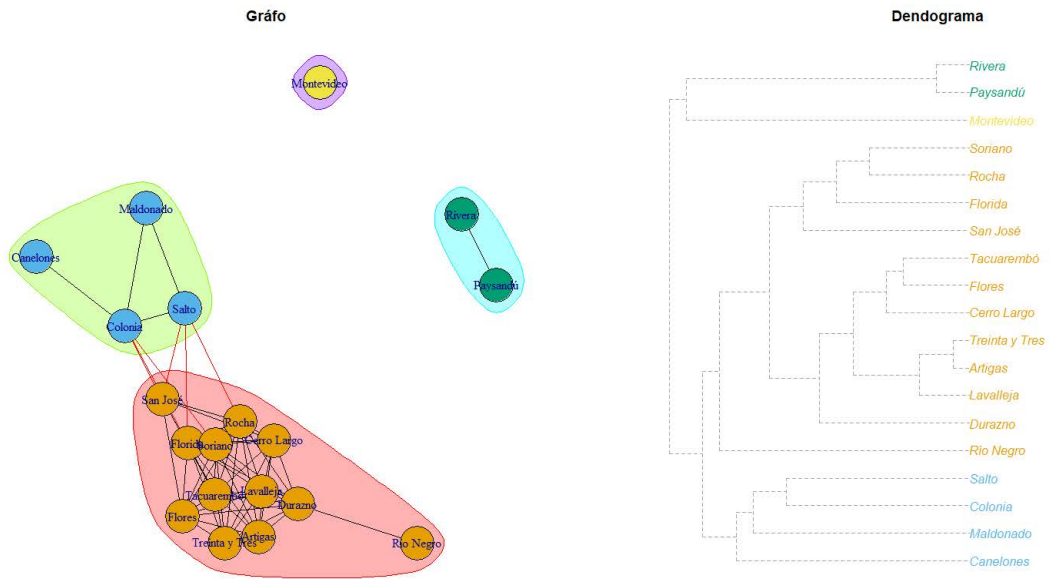 Gráfo
Montevideo
Maldonado
Canelones
Rivera
Paysandú
Salto
Colonia
San José
Rocha
Florida
Soriano
Cerro Largo
Tacuarembó
Lavalleja
Durazno
Flores
Treinta y Tres
Artigas
Río Negro
Dendograma
Rivera
Paysandú
Montevideo
Soriano
Rocha
Florida
San José
Tacuarembó
Flores
Cerro Largo
Treinta y Tres
Artigas
Lavalleja
Durazno
Río Negro
Salto
Colonia
Maldonado
Canelones